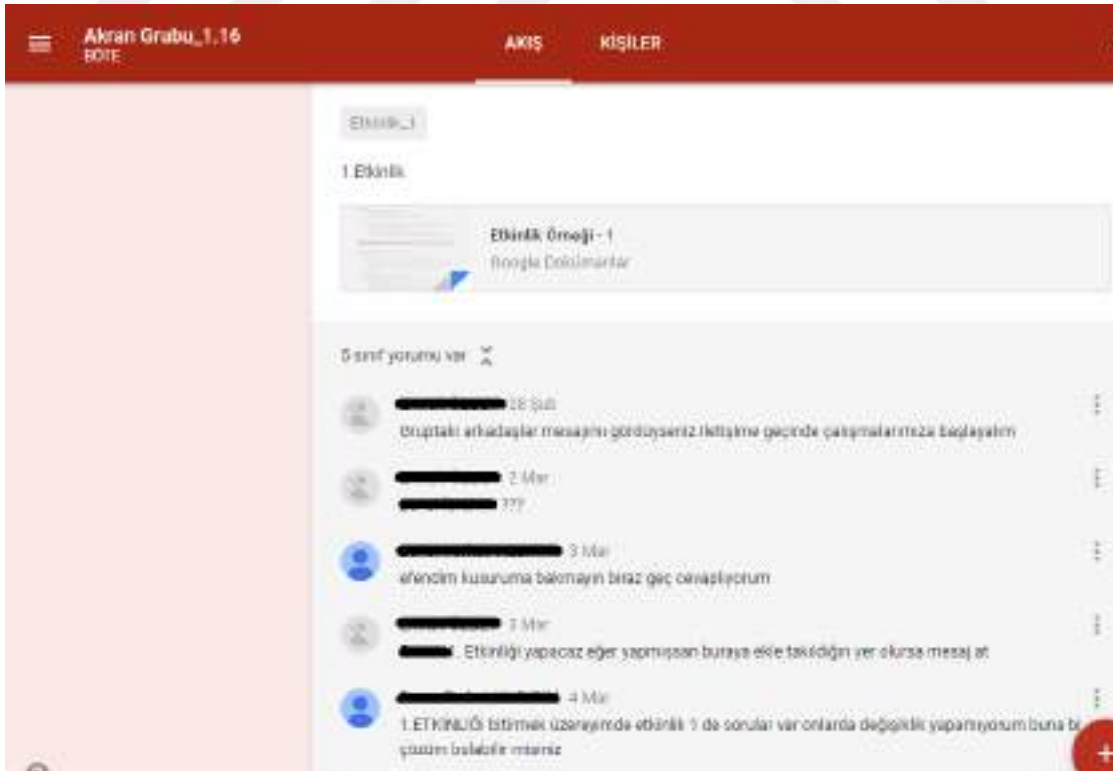 Akran Grubu_1.16
BÖTE
AKIŞ
KİŞİLER
Etkinlik_1
1.Etkinlik
Etkinlik Örneği - 1
Google Dokümanlar
5 sınıf yorumu var
28 Şub
Gruptaki arkadaşlar mesajımı gördüyseniz iletişime geçinde çalışmalarımıza başlayalım
2 Mar
???
3 Mar
efendim kusuruma bakmayın biraz geç cevaplıyorum
3 Mar
1. Etkinliği yapacaz eğer yapmışsan buraya ekle takıldığın yer olursa mesaj at
4 Mar
1.ETKİNLİĞİ bitirmek üzereyimde etkinlik 1 de sorular var onlarda değişiklik yapamıyorum buna bi
çözüm bulabilir misiniz